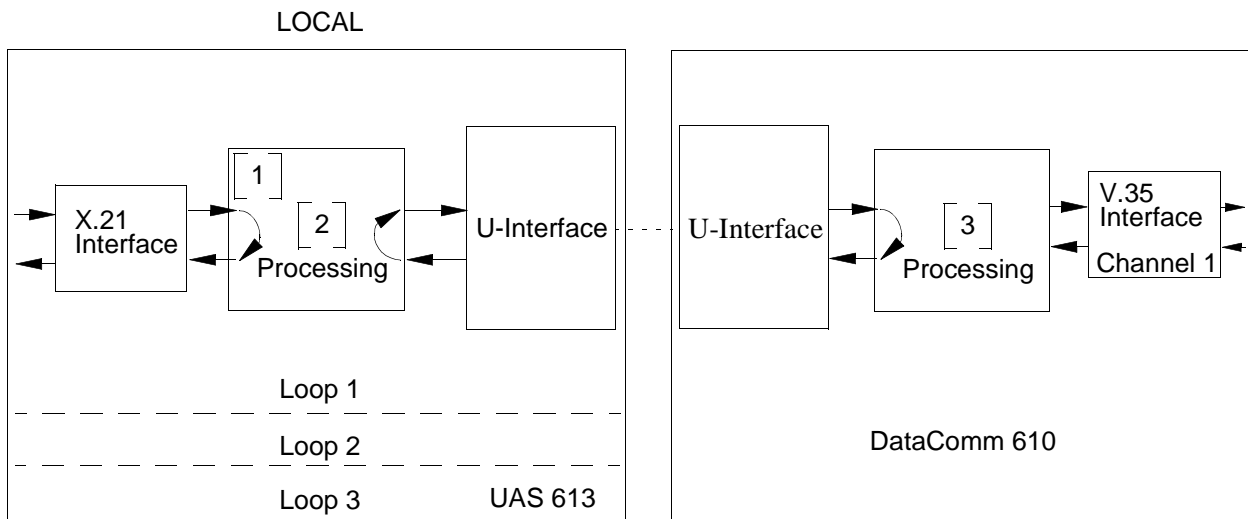 LOCAL
[1]
X.21
Interface
[2]
Processing
U-Interface
Loop 1
Loop 2
Loop 3
UAS 613
U-Interface
[3]
Processing
V.35
Interface
Channel 1
DataComm 610